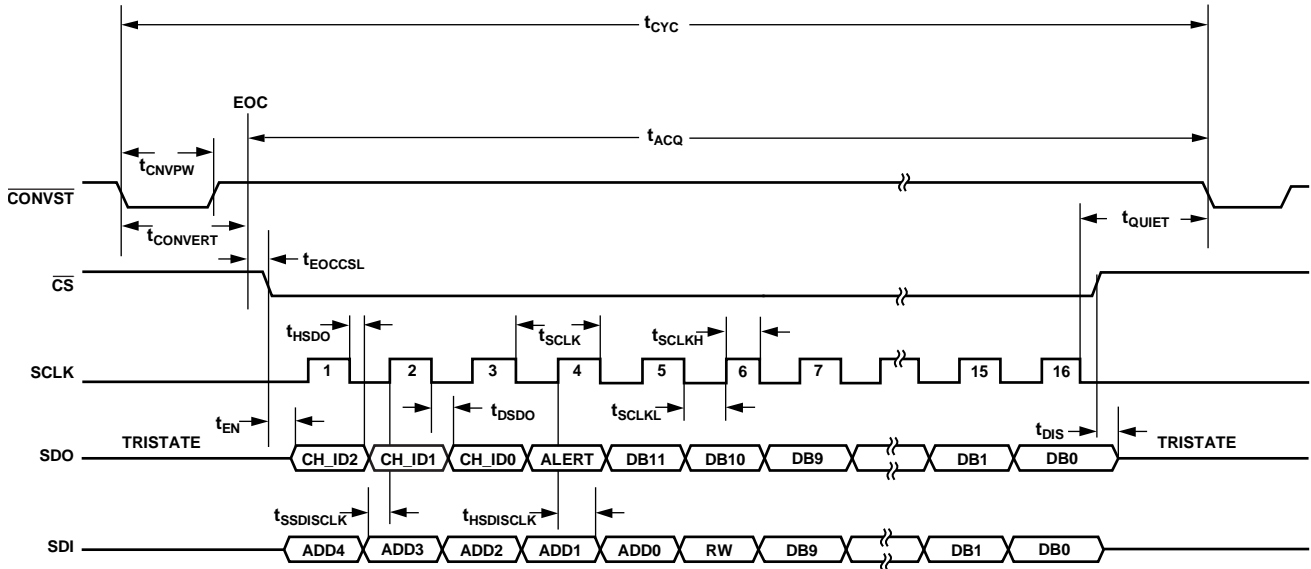 tCYC
EOC
tACQ
tCNVPW
CONVST
tCONVERT
tQUIET
tEOCCSL
CS
tHSDO
tSCLK
tSCLKH
SCLK
1 2 3 4 5 6 7 15 16
tEN
tDSDO
tSCLKL
tDIS
TRISTATE
TRISTATE
SDO
CH_ID2 CH_ID1 CH_ID0 ALERT DB11 DB10 DB9 DB1 DB0
tSSDISCLK
tHSDISCLK
SDI
ADD4 ADD3 ADD2 ADD1 ADD0 RW DB9 DB1 DB0